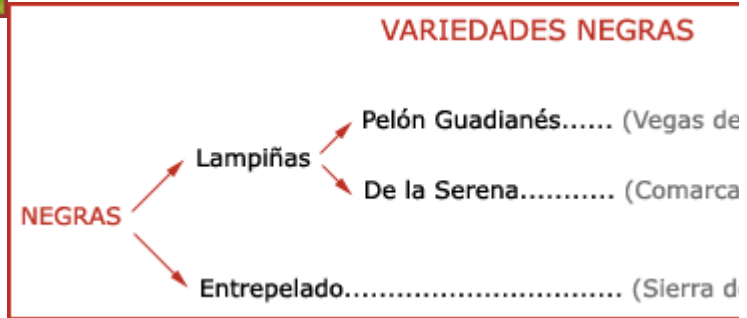 VARIEDADES NEGRAS
Pelón Guadianés...... (Vegas de
Lampiñas
De la Serena........... (Comarca
NEGRAS
Entrepelado................................ (Sierra de